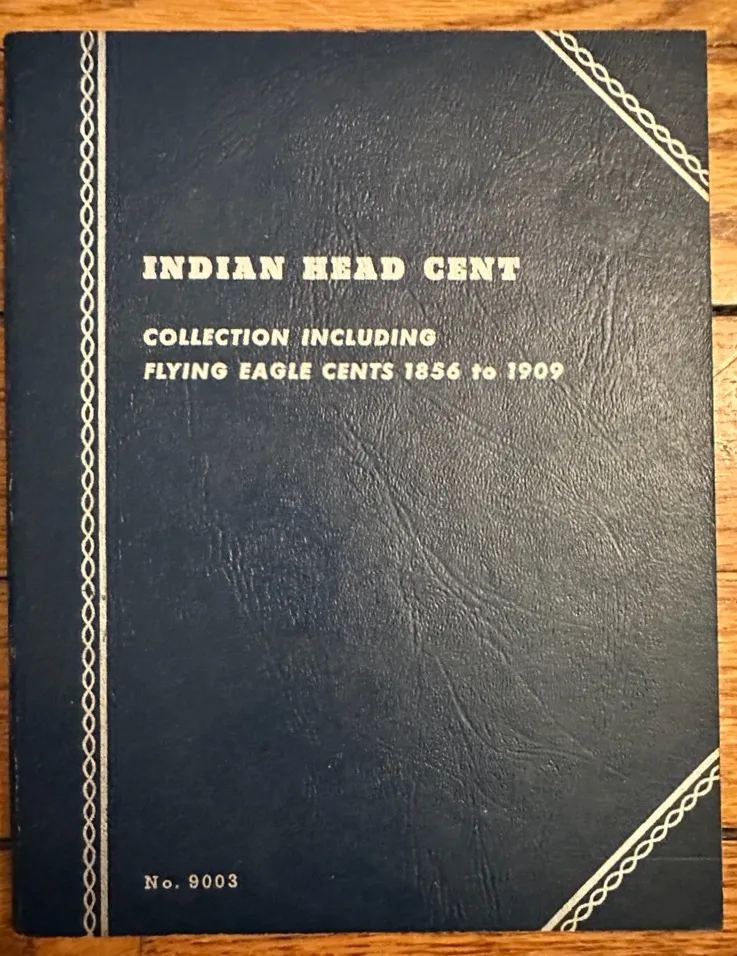 INDIAN HEAD CENT
COLLECTION INCLUDING
FLYING EAGLE CENTS 1856 to 1909
No. 9003